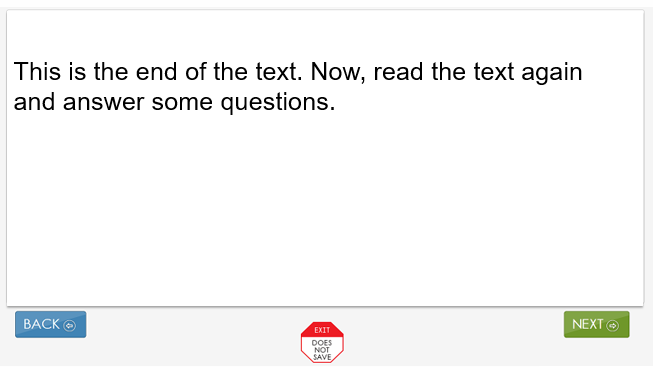 This is the end of the text. Now, read the text again
and answer some questions.
BACK
NEXT
EXIT
DOES
NOT
SAVE